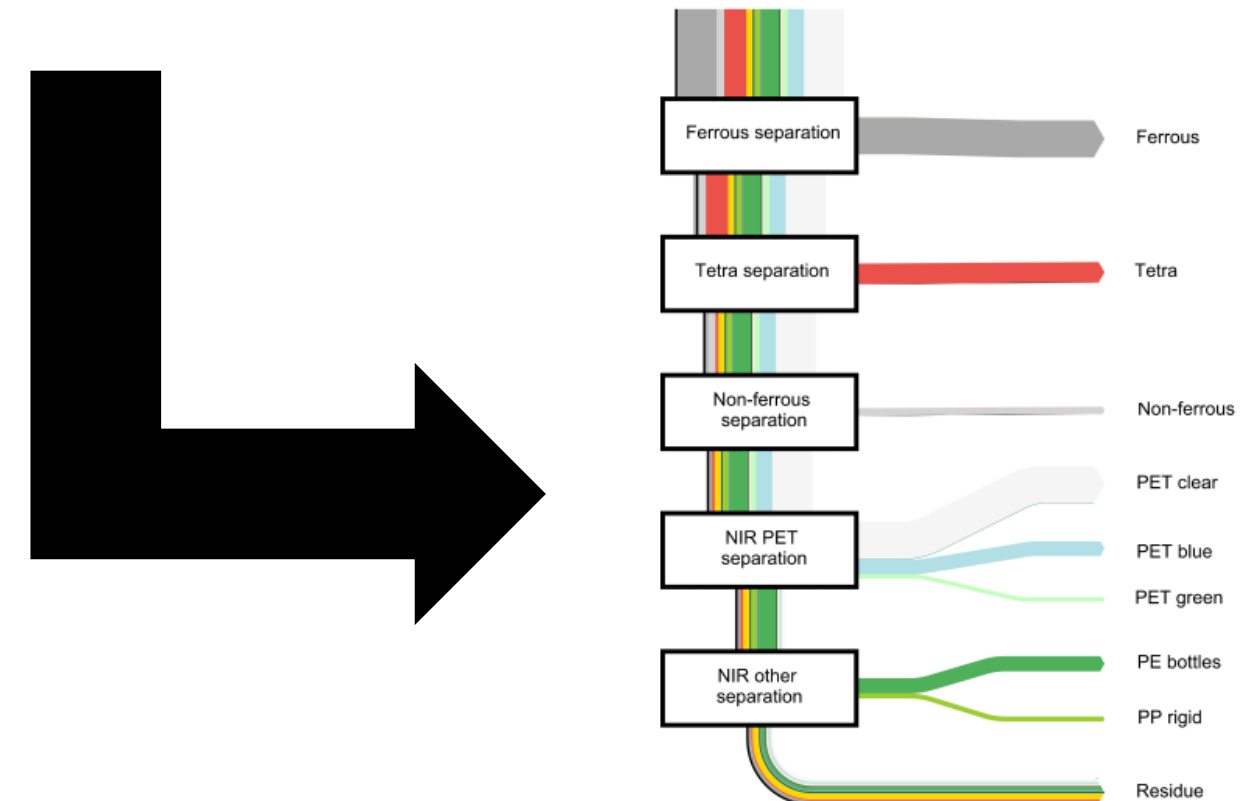 Ferrous separation
Ferrous
Tetra separation
Tetra
Non-ferrous
separation
Non-ferrous
PET clear
NIR PET
separation
PET blue
PET green
NIR other
separation
PE bottles
PP rigid
Residue